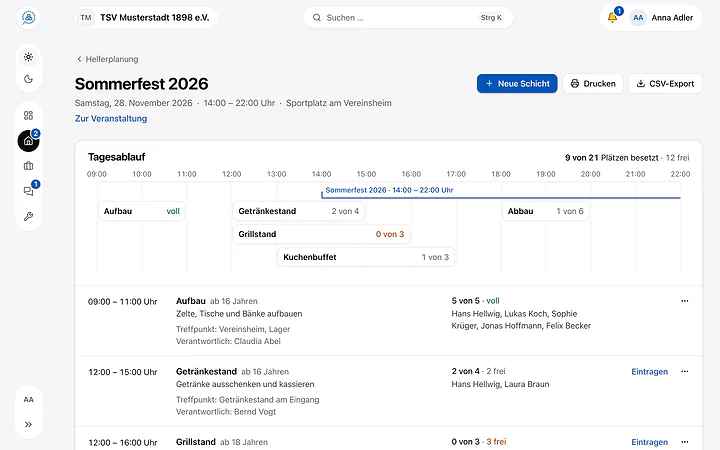 TM TSV Musterstadt 1898 e.V.
Suchen ... Strg K
1
AA Anna Adler
2
1
AA
Helferplanung
Sommerfest 2026
Samstag, 28. November 2026 · 14:00 – 22:00 Uhr · Sportplatz am Vereinsheim
Zur Veranstaltung
Neue Schicht
Drucken
CSV-Export
Tagesablauf
9 von 21 Plätzen besetzt · 12 frei
09:00 10:00 11:00 12:00 13:00 14:00 15:00 16:00 17:00 18:00 19:00 20:00 21:00 22:00
Sommerfest 2026 · 14:00 – 22:00 Uhr
Aufbau voll
Getränkestand 2 von 4
Abbau 1 von 6
Grillstand 0 von 3
Kuchenbuffet 1 von 3
09:00 – 11:00 Uhr
Aufbau ab 16 Jahren
Zelte, Tische und Bänke aufbauen
Treffpunkt: Vereinsheim, Lager
Verantwortlich: Claudia Abel
5 von 5 · voll
Hans Hellwig, Lukas Koch, Sophie
Krüger, Jonas Hoffmann, Felix Becker
12:00 – 15:00 Uhr
Getränkestand ab 16 Jahren
Getränke ausschenken und kassieren
Treffpunkt: Getränkestand am Eingang
Verantwortlich: Bernd Vogt
2 von 4 · 2 frei
Hans Hellwig, Laura Braun
Eintragen
12:00 – 16:00 Uhr
Grillstand ab 18 Jahren
0 von 3 · 3 frei
Eintragen